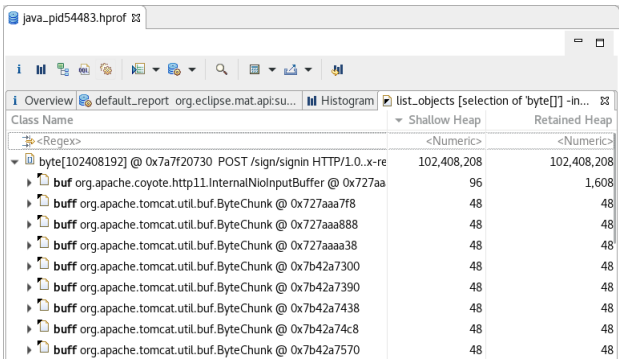 java_pid54483.hprof
i Overview default_report org.eclipse.mat.api:su... Histogram list_objects [selection of 'byte[]'] -in...
Class Name Shallow Heap Retained Heap
<Regex> <Numeric> <Numeric>
byte[102408192] @ 0x7a7f20730 POST /sign/signin HTTP/1.0..x-re 102,408,208 102,408,208
buf org.apache.coyote.http11.InternalNioInputBuffer @ 0x727aa 96 1,608
buff org.apache.tomcat.util.buf.ByteChunk @ 0x727aaa7f8 48 48
buff org.apache.tomcat.util.buf.ByteChunk @ 0x727aaa888 48 48
buff org.apache.tomcat.util.buf.ByteChunk @ 0x727aaaa38 48 48
buff org.apache.tomcat.util.buf.ByteChunk @ 0x7b42a7300 48 48
buff org.apache.tomcat.util.buf.ByteChunk @ 0x7b42a7390 48 48
buff org.apache.tomcat.util.buf.ByteChunk @ 0x7b42a7438 48 48
buff org.apache.tomcat.util.buf.ByteChunk @ 0x7b42a74c8 48 48
buff org.apache.tomcat.util.buf.ByteChunk @ 0x7b42a7570 48 48